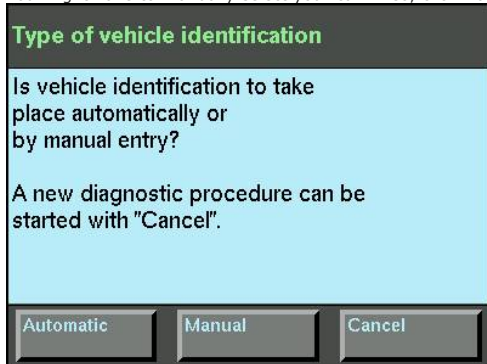 Type of vehicle identification
Is vehicle identification to take
place automatically or
by manual entry?
A new diagnostic procedure can be
started with "Cancel".
Automatic
Manual
Cancel